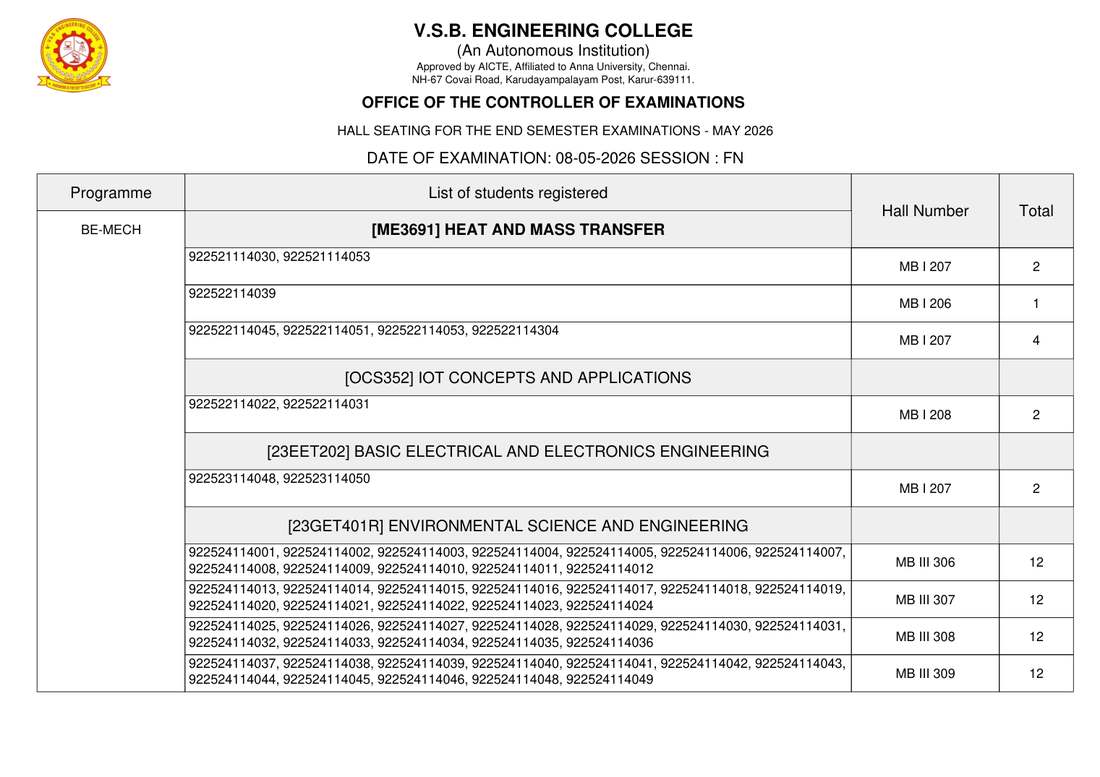 V.S.B. ENGINEERING COLLEGE
(An Autonomous Institution)
Approved by AICTE, Affiliated to Anna University, Chennai.
NH-67 Covai Road, Karudayampalayam Post, Karur-639111.
OFFICE OF THE CONTROLLER OF EXAMINATIONS
HALL SEATING FOR THE END SEMESTER EXAMINATIONS - MAY 2026
DATE OF EXAMINATION: 08-05-2026 SESSION : FN
Programme List of students registered Hall Number Total
BE-MECH [ME3691] HEAT AND MASS TRANSFER
922521114030, 922521114053 MB I 207 2
922522114039 MB I 206 1
922522114045, 922522114051, 922522114053, 922522114304 MB I 207 4
[OCS352] IOT CONCEPTS AND APPLICATIONS
922522114022, 922522114031 MB I 208 2
[23EET202] BASIC ELECTRICAL AND ELECTRONICS ENGINEERING
922523114048, 922523114050 MB I 207 2
[23GET401R] ENVIRONMENTAL SCIENCE AND ENGINEERING
922524114001, 922524114002, 922524114003, 922524114004, 922524114005, 922524114006, 922524114007,
922524114008, 922524114009, 922524114010, 922524114011, 922524114012 MB III 306 12
922524114013, 922524114014, 922524114015, 922524114016, 922524114017, 922524114018, 922524114019,
922524114020, 922524114021, 922524114022, 922524114023, 922524114024 MB III 307 12
922524114025, 922524114026, 922524114027, 922524114028, 922524114029, 922524114030, 922524114031,
922524114032, 922524114033, 922524114034, 922524114035, 922524114036 MB III 308 12
922524114037, 922524114038, 922524114039, 922524114040, 922524114041, 922524114042, 922524114043,
922524114044, 922524114045, 922524114046, 922524114048, 922524114049 MB III 309 12